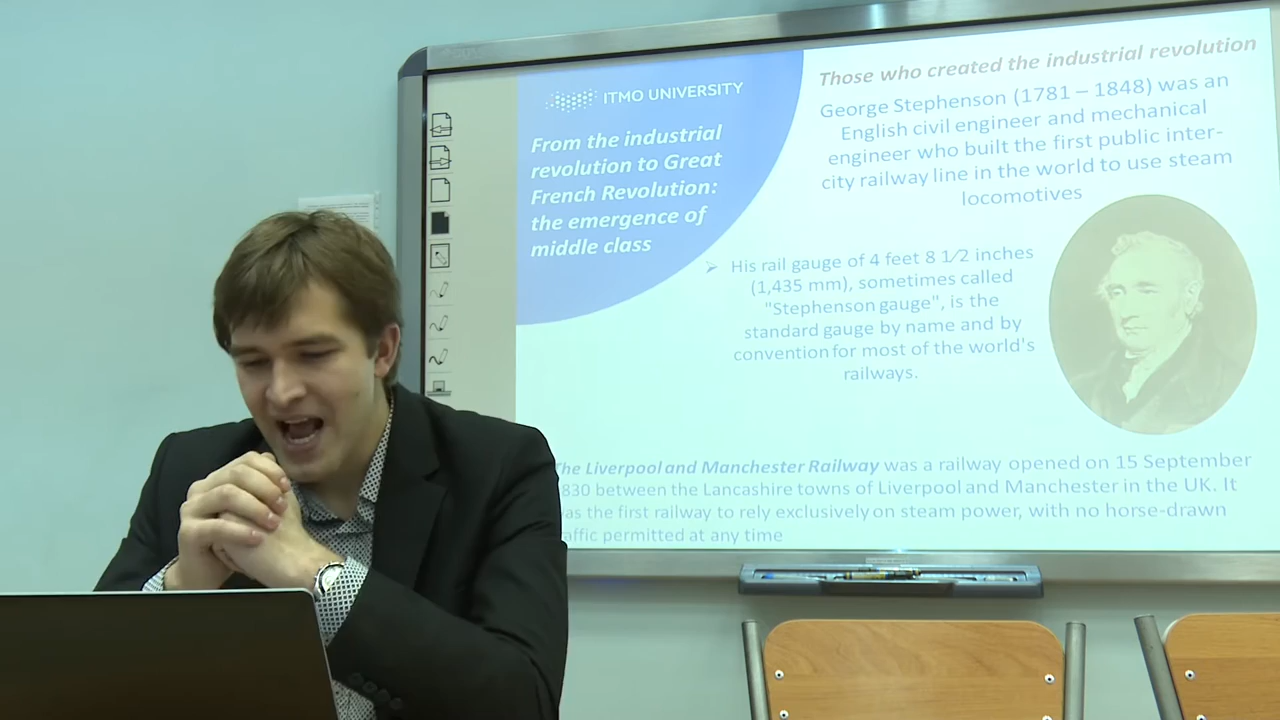 ITMO UNIVERSITY
From the industrial
revolution to Great
French Revolution:
the emergence of
middle class
Those who created the industrial revolution
George Stephenson (1781 – 1848) was an
English civil engineer and mechanical
engineer who built the first public inter-
city railway line in the world to use steam
locomotives
His rail gauge of 4 feet 8 1/2 inches
(1,435 mm), sometimes called
"Stephenson gauge", is the
standard gauge by name and by
convention for most of the world's
railways.
The Liverpool and Manchester Railway was a railway opened on 15 September
830 between the Lancashire towns of Liverpool and Manchester in the UK. It
as the first railway to rely exclusively on steam power, with no horse-drawn
affic permitted at any time